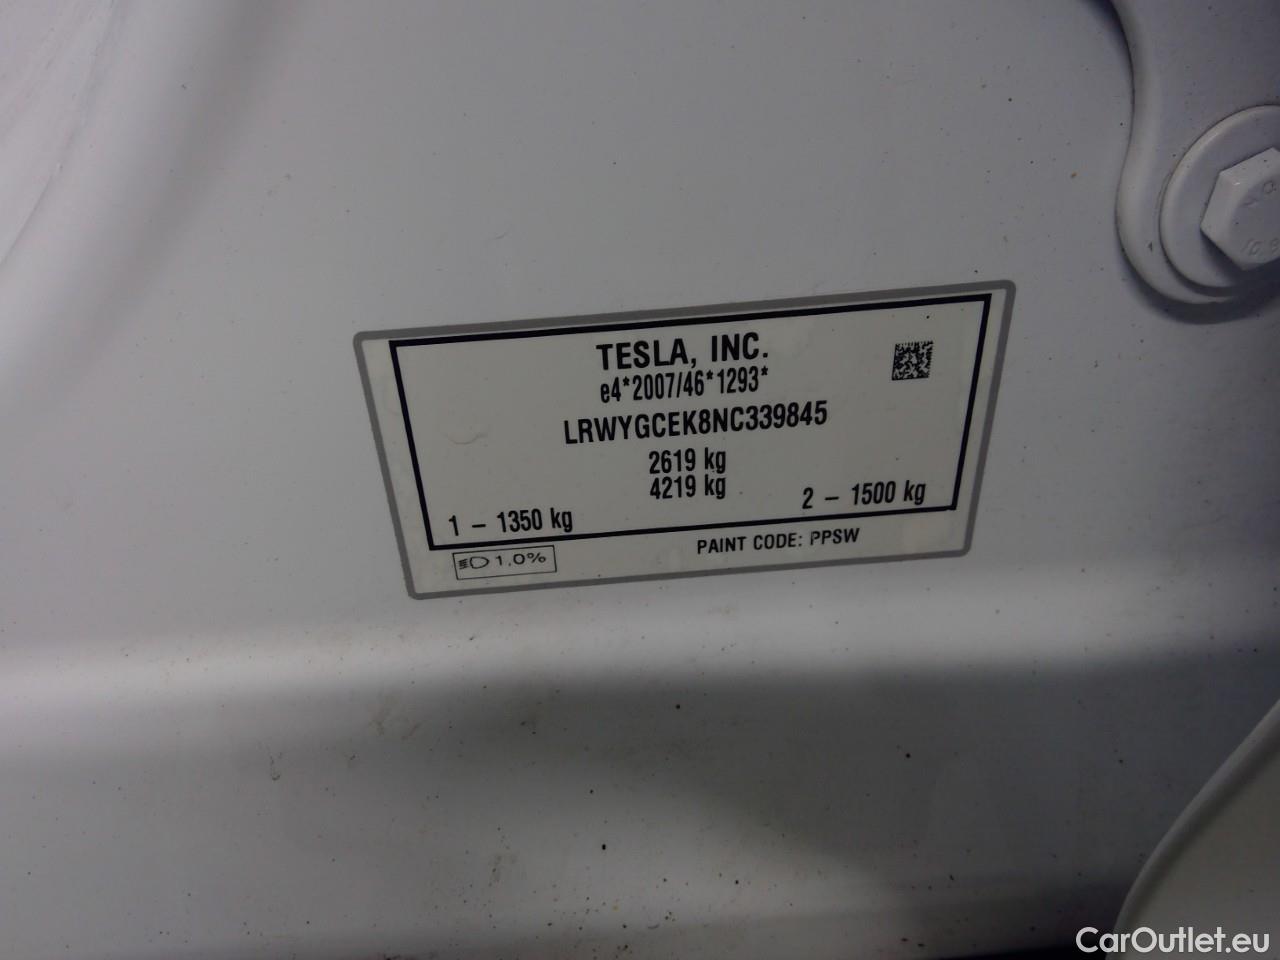 TESLA, INC.
e4*2007/46*1293*
LRWYGCEK8NC339845
2619 kg
4219 kg
1 – 1350 kg
2 – 1500 kg
1.0%
PAINT CODE: PPSW
CarOutlet.eu